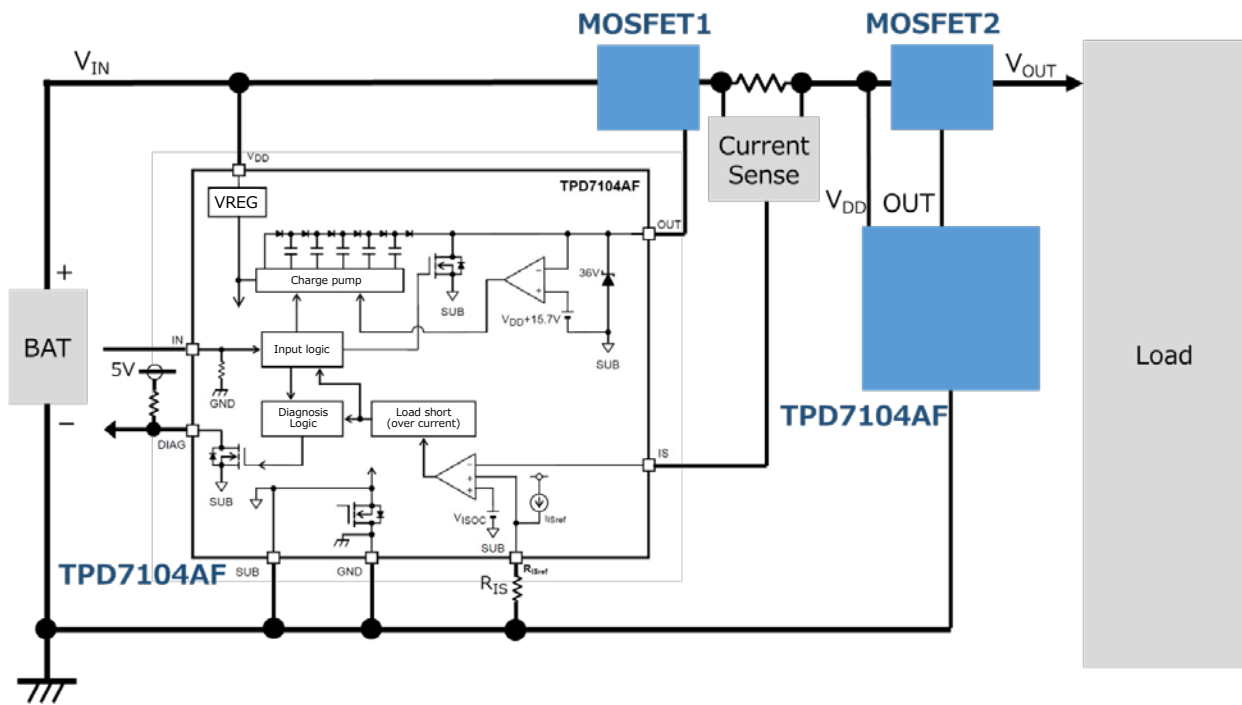 MOSFET1
MOSFET2
VIN
VOUT
VDD
TPD7104AF
VREG
Current
Sense
VDD
OUT
OUT
Charge pump
36V
SUB
VDD+15.7V
SUB
+
BAT
−
IN
5V
Input logic
GND
Load
TPD7104AF
Diagnosis
Logic
Load short
(over current)
DIAG
IS
SUB
VISOC
IISref
SUB
TPD7104AF
SUB
GND
RISref
RIS